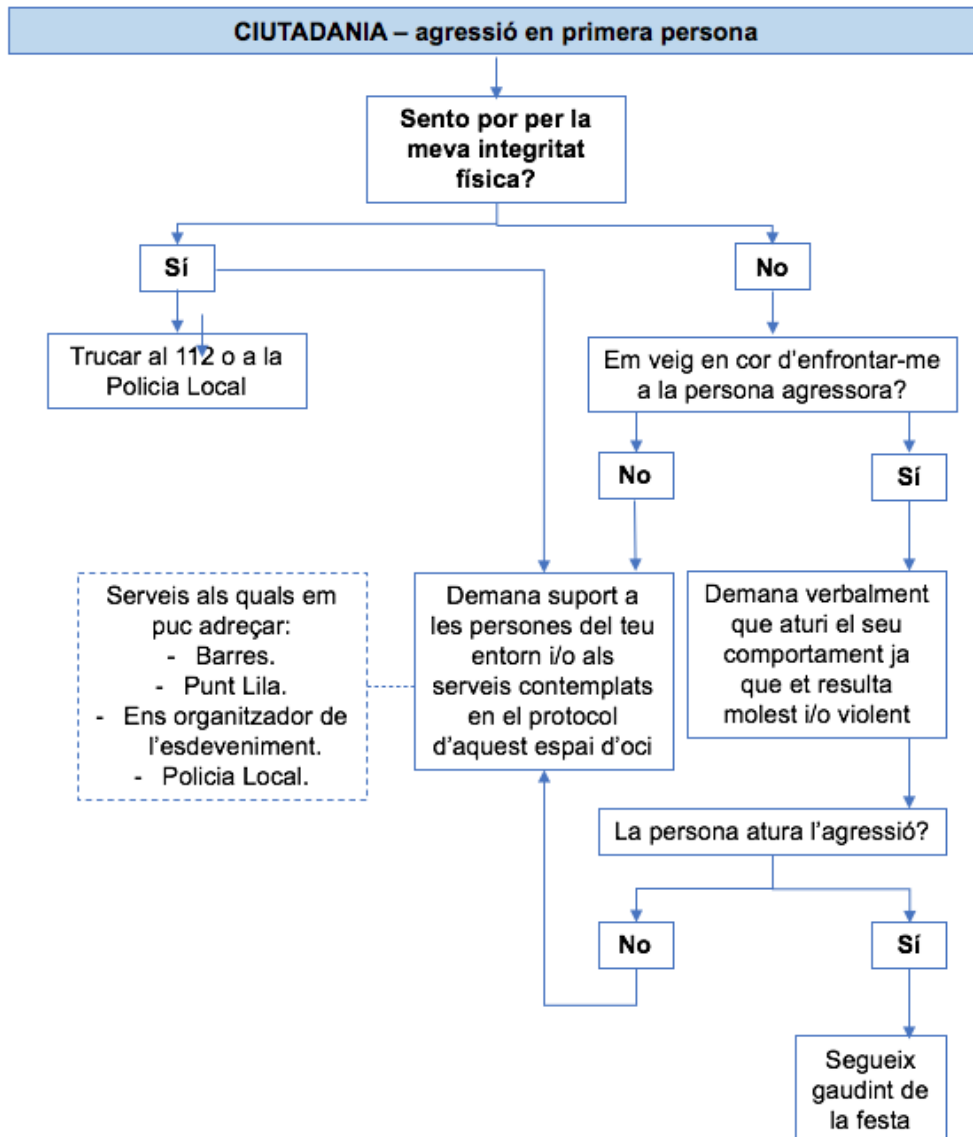 CIUTADANIA – agressió en primera persona
Sento por per la
meva integritat
física?
Sí
No
Trucar al 112 o a la
Policia Local
Em veig en cor d’enfrontar-me
a la persona agressora?
No
Sí
Serveis als quals em
puc adreçar:
- Barres.
- Punt Lila.
- Ens organitzador de
l’esdeveniment.
- Policia Local.
Demana suport a
les persones del teu
entorn i/o als
serveis contemplats
en el protocol
d’aquest espai d’oci
Demana verbalment
que aturi el seu
comportament ja
que et resulta
molest i/o violent
La persona atura l’agressió?
No
Sí
Segueix
gaudint de
la festa